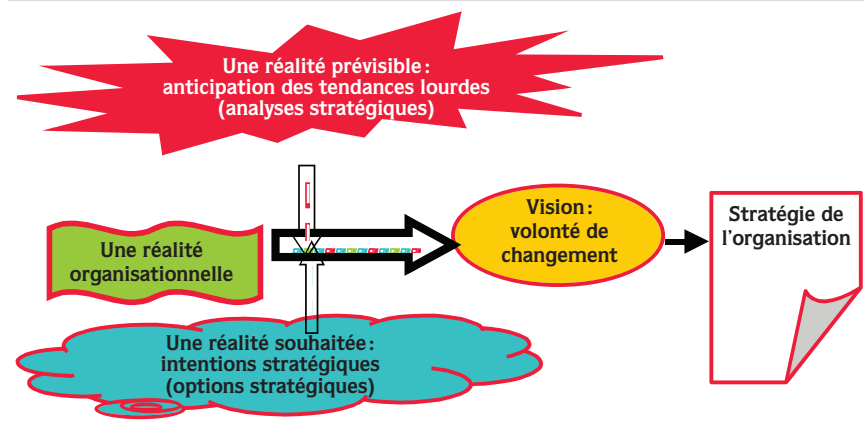 Une réalité prévisible :
anticipation des tendances lourdes
(analyses stratégiques)
Une réalité
organisationnelle
Vision :
volonté de
changement
Stratégie de
l'organisation
Une réalité souhaitée :
intentions stratégiques
(options stratégiques)